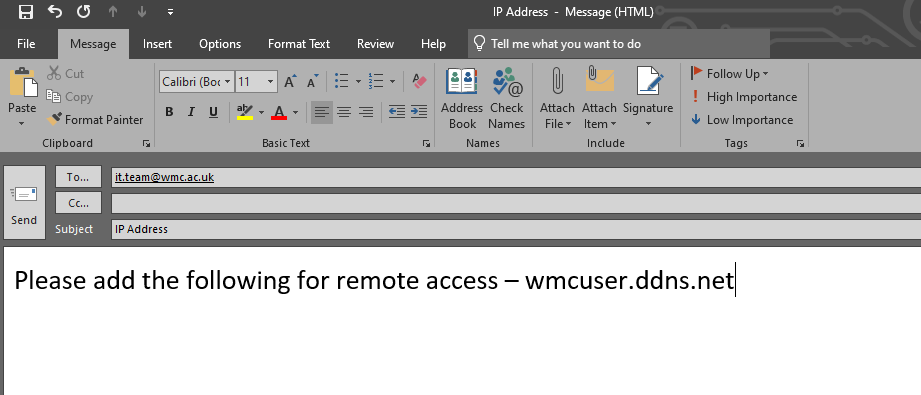 IP Address - Message (HTML)
File Message Insert Options Format Text Review Help Tell me what you want to do
Paste
Cut
Copy
Format Painter
Clipboard
Calibri (Boc 11 A A
B I U ab A
Basic Text
Address Book
Check Names
Names
Attach File
Attach Item
Signature
Include
Follow Up
High Importance
Low Importance
Tags
Send
To... it.team@wmc.ac.uk
Cc...
Subject IP Address
Please add the following for remote access – wmcuser.ddns.net